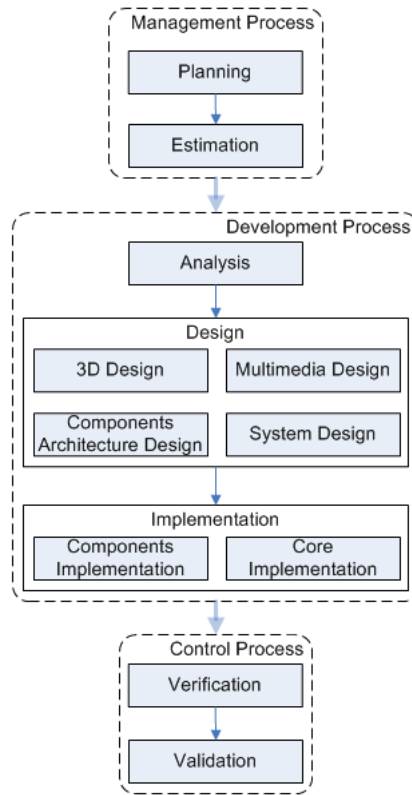 Management Process
Planning
Estimation
Development Process
Analysis
Design
3D Design
Multimedia Design
Components
Architecture Design
System Design
Implementation
Components
Implementation
Core
Implementation
Control Process
Verification
Validation